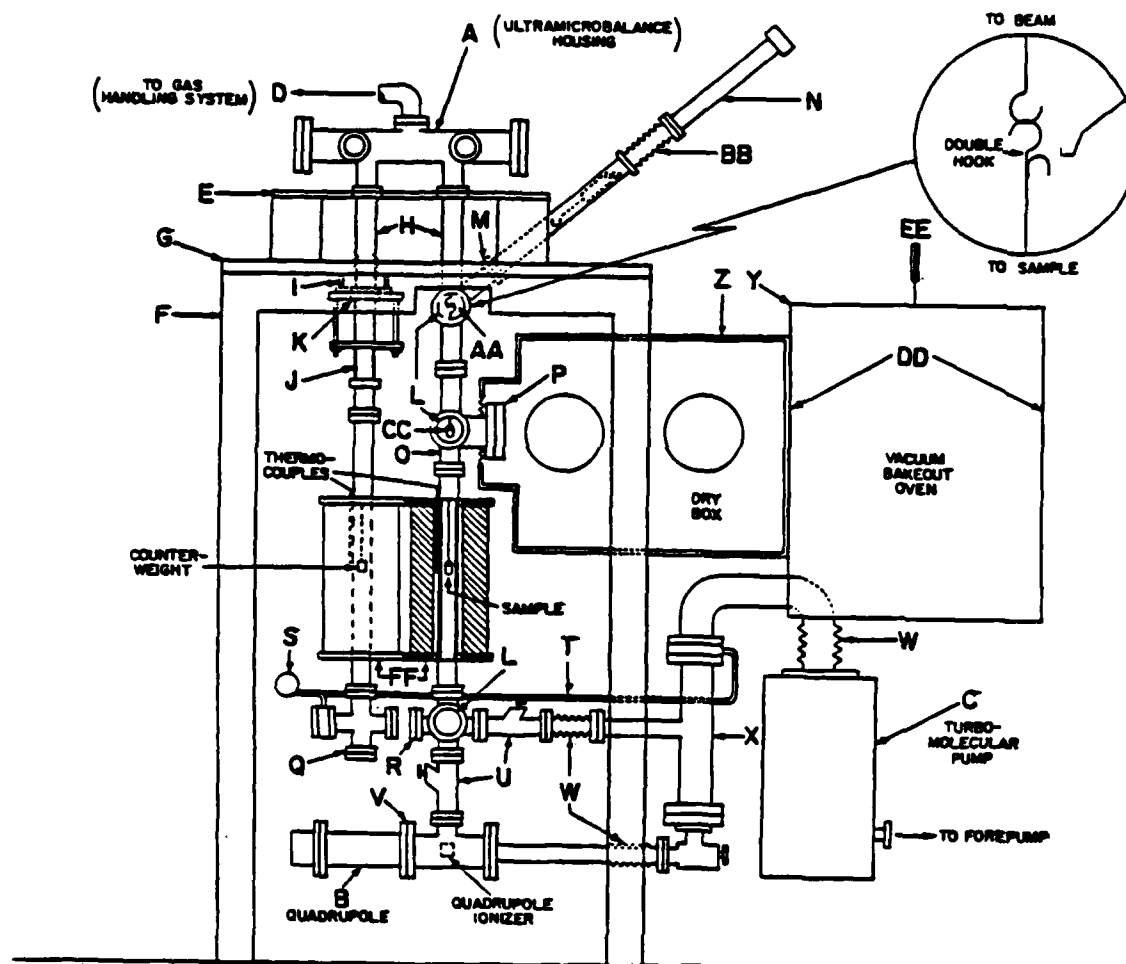 A
(ULTRAMICROBALANCE
HOUSING)
(TO GAS
HANDLING SYSTEM)
D
TO BEAM
DOUBLE
HOOK
TO SAMPLE
N
BB
E
H
M
G
I
F
K
J
L
AA
Z
Y
EE
P
DD
CC
O
THERMO-
COUPLES
VACUUM
BAKEOUT
OVEN
DRY
BOX
COUNTER-
WEIGHT
SAMPLE
S
FF
L
T
W
C
TURBO-
MOLECULAR
PUMP
X
Q
R
U
W
V
TO FOREPUMP
B
QUADRUPOLE
QUADRUPOLE
IONIZER
L